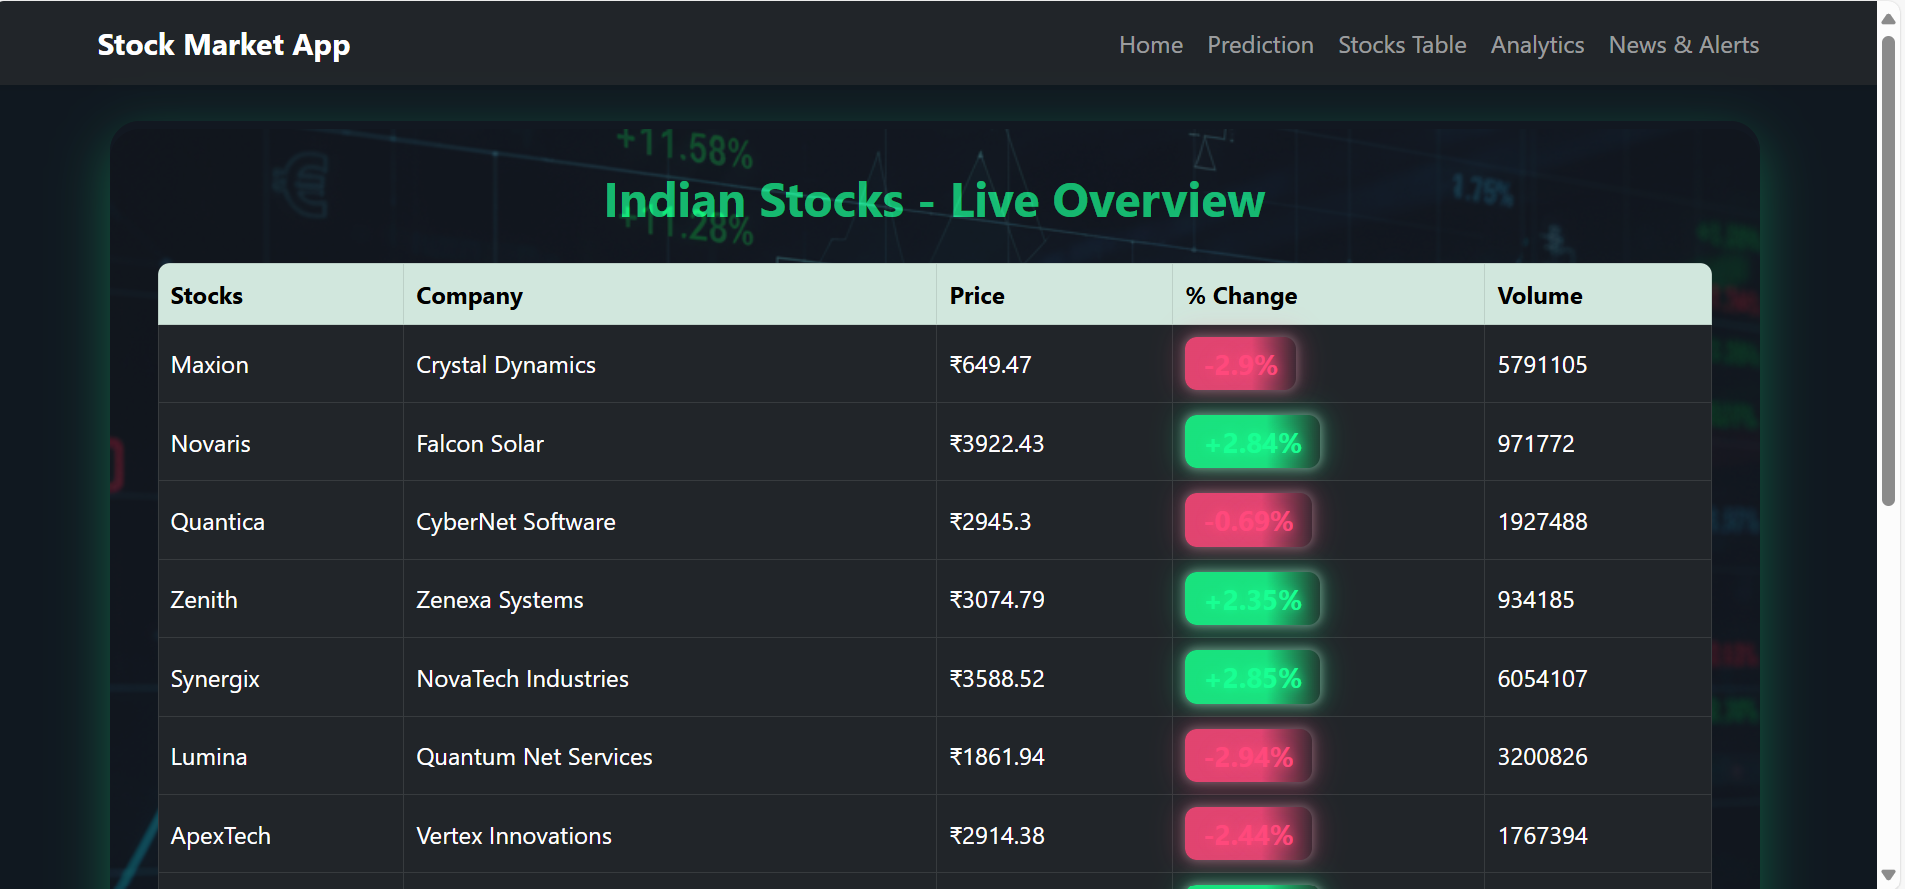 Stock Market App
Home Prediction Stocks Table Analytics News & Alerts
+11.58%
1.75%
Indian Stocks - Live Overview
+11.28%
Stocks Company Price % Change Volume
Maxion Crystal Dynamics ₹649.47 -2.9% 5791105
Novaris Falcon Solar ₹3922.43 +2.84% 971772
Quantica CyberNet Software ₹2945.3 -0.69% 1927488
Zenith Zenexa Systems ₹3074.79 +2.35% 934185
Synergix NovaTech Industries ₹3588.52 +2.85% 6054107
Lumina Quantum Net Services ₹1861.94 -2.94% 3200826
ApexTech Vertex Innovations ₹2914.38 -2.44% 1767394